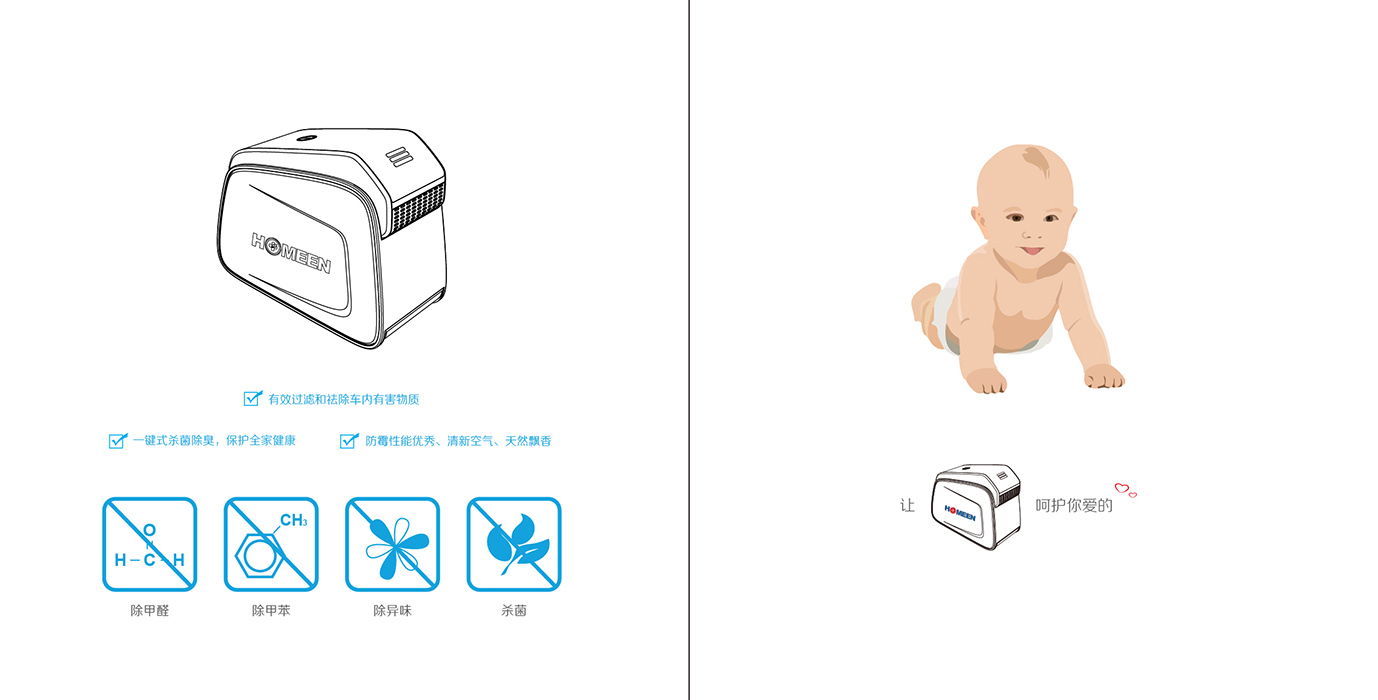 HOMEEN
有效过滤和祛除车内有害物质
一键式杀菌除臭，保护全家健康
防霉性能优秀、清新空气、天然飘香
O
H C H
CH3
除甲醛
除甲苯
除异味
杀菌
让
HOMEEN
呵护你爱的